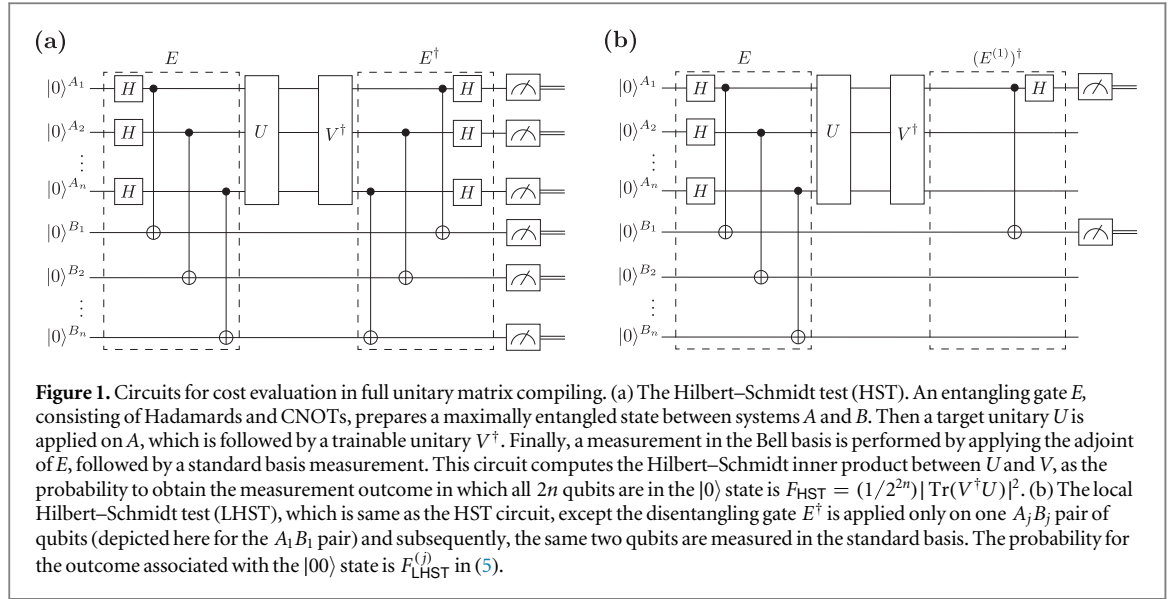 (a) (b)
E E† E (E⁽¹⁾)†
|0⟩^{A₁} H H |0⟩^{A₁} H H
|0⟩^{A₂} H U V† H |0⟩^{A₂} H U V†
⋮ ⋮
|0⟩^{Aₙ} H H |0⟩^{Aₙ} H
|0⟩^{B₁} |0⟩^{B₁}
|0⟩^{B₂} |0⟩^{B₂}
⋮ ⋮
|0⟩^{Bₙ} |0⟩^{Bₙ}
Figure 1. Circuits for cost evaluation in full unitary matrix compiling. (a) The Hilbert–Schmidt test (HST). An entangling gate E,
consisting of Hadamards and CNOTs, prepares a maximally entangled state between systems A and B. Then a target unitary U is
applied on A, which is followed by a trainable unitary V†. Finally, a measurement in the Bell basis is performed by applying the adjoint
of E, followed by a standard basis measurement. This circuit computes the Hilbert–Schmidt inner product between U and V, as the
probability to obtain the measurement outcome in which all 2n qubits are in the |0⟩ state is F_HST = (1/2²ⁿ)| Tr(V†U)|². (b) The local
Hilbert–Schmidt test (LHST), which is same as the HST circuit, except the disentangling gate E† is applied only on one AⱼBⱼ pair of
qubits (depicted here for the A₁B₁ pair) and subsequently, the same two qubits are measured in the standard basis. The probability for
the outcome associated with the |00⟩ state is F_LHST^{(j)} in (5).